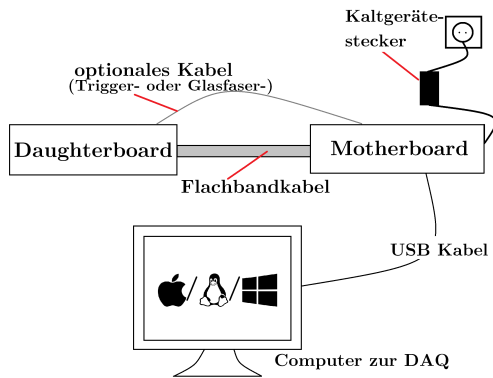 Kaltgeräte-
stecker
optionales Kabel
(Trigger- oder Glasfaser-)
Daughterboard
Motherboard
Flachbandkabel
USB Kabel
/ /
Computer zur DAQ